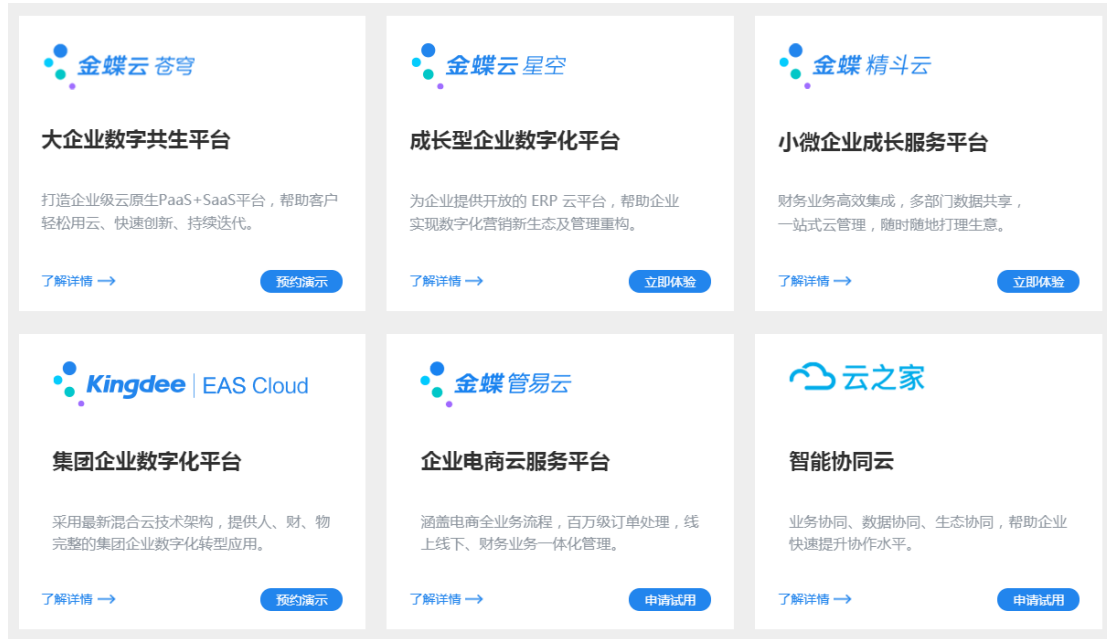 金蝶云 苍穹
大企业数字共生平台
打造企业级云原生PaaS+SaaS平台，帮助客户
轻松用云、快速创新、持续迭代。
了解详情
预约演示
金蝶云 星空
成长型企业数字化平台
为企业提供开放的 ERP 云平台，帮助企业
实现数字化营销新生态及管理重构。
了解详情
立即体验
金蝶 精斗云
小微企业成长服务平台
财务业务高效集成，多部门数据共享，
一站式云管理，随时随地打理生意。
了解详情
立即体验
Kingdee | EAS Cloud
集团企业数字化平台
采用最新混合云技术架构，提供人、财、物
完整的集团企业数字化转型应用。
了解详情
预约演示
金蝶 管易云
企业电商云服务平台
涵盖电商全业务流程，百万级订单处理，线
上线下、财务业务一体化管理。
了解详情
申请试用
云之家
智能协同云
业务协同、数据协同、生态协同，帮助企业
快速提升协作水平。
了解详情
申请试用